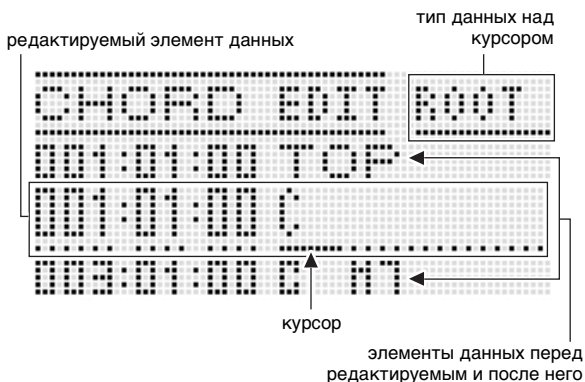 тип данных над
курсором
редактируемый элемент данных
CHORD EDIT ROOT
001:01:00 TOP
001:01:00 C
003:01:00 G M7
курсор
элементы данных перед
редактируемым и после него